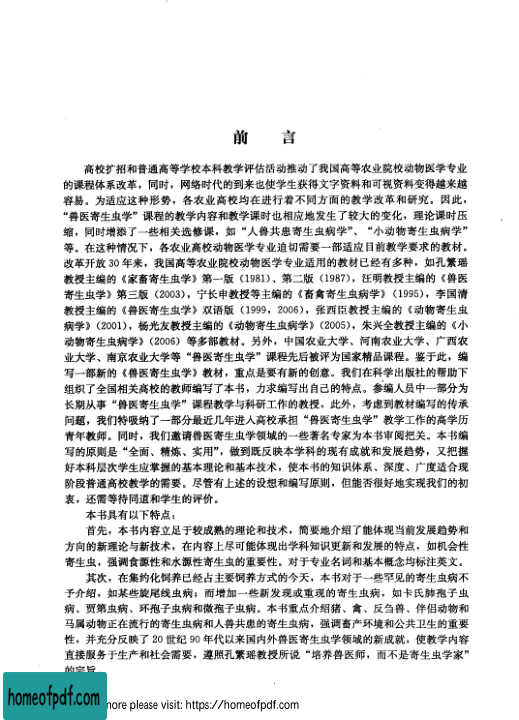 前　言
高校扩招和普通高等学校本科教学评估活动推动了我国高等农业院校动物医学专业
的课程体系改革，同时，网络时代的到来也使学生获得文字资料和可视资料变得越来越
容易。为适应这种形势，各农业高校均在进行着不同方面的教学改革和研究。因此，
“兽医寄生虫学”课程的教学内容和教学课时也相应地发生了较大的变化，理论课时压
缩，同时增添了一些相关选修课，如“人兽共患寄生虫病学”、“小动物寄生虫病学”
等。在这种情况下，各农业高校动物医学专业迫切需要一部适应目前教学要求的教材。
改革开放 30 年来，我国高等农业院校动物医学专业适用的教材已经有多种，如孔繁瑶
教授主编的《家畜寄生虫学》第一版（1981）、第二版（1987），汪明教授主编的《兽医
寄生虫学》第三版（2003），宁长申教授等主编的《畜禽寄生虫病学》（1995），李国清
教授主编的《兽医寄生虫学》双语版（1999，2006），张西臣教授主编的《动物寄生虫
病学》（2001），杨光友教授主编的《动物寄生虫病学》（2005），朱兴全教授主编的《小
动物寄生虫病学》（2006）等多部教材。另外，中国农业大学、河南农业大学、广西农
业大学、南京农业大学等“兽医寄生虫学”课程先后被评为国家精品课程。鉴于此，编
写一部新的《兽医寄生虫学》教材，重点是要有新的创意。我们在科学出版社的帮助下
组织了全国相关高校的教师编写了本书，力求编写出自己的特点。参编人员中一部分为
长期从事“兽医寄生虫学”课程教学与科研工作的教授，此外，考虑到教材编写的传承
问题，我们特吸纳了一部分最近几年进入高校承担“兽医寄生虫学”教学工作的高学历
青年教师。同时，我们邀请兽医寄生虫学领域的一些著名专家为本书审阅把关。本书编
写的原则是“全面、精炼、实用”，做到既反映本学科的现有成就和发展趋势，又把握
好本科层次学生应掌握的基本理论和基本技术，使本书的知识体系、深度、广度适合现
阶段普通高校教学的需要。尽管有上述的设想和编写原则，但能否很好地实现我们的初
衷，还需等待同道和学生的评价。
本书具有以下特点：
首先，本书内容立足于较成熟的理论和技术，简要地介绍了能体现当前发展趋势和
方向的新理论与新技术，在内容上尽可能体现出学科知识更新和发展的特点，如机会性
寄生虫，强调食源性和水源性寄生虫的重要性。对于专业名词和基本概念均标注英文。
其次，在集约化饲养已经占主要饲养方式的今天，本书对于一些罕见的寄生虫病不
予介绍，如某些旋尾线虫病；而增加一些新发现或重现的寄生虫病，如卡氏肺孢子虫
病、贾第虫病、环孢子虫病和微孢子虫病。本书重点介绍猪、禽、反刍兽、伴侣动物和
马属动物正在流行的寄生虫病和人兽共患的寄生虫病，强调畜产环境和公共卫生的重要
性，并充分反映了 20 世纪 90 年代以来国内外兽医寄生虫学领域的新成就，使教学内容
直接服务于生产和社会需要，遵照孔繁瑶教授所说“培养兽医师，而不是寄生虫学家”
的宗旨
homeofpdf.com
more please visit: https://homeofpdf.com